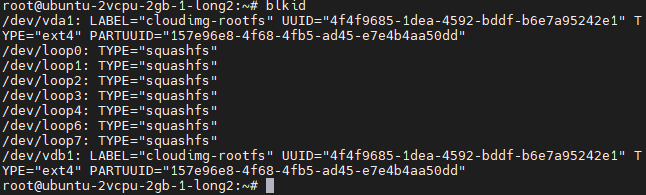 root@ubuntu-2vcpu-2gb-1-long2:~# blkid
/dev/vda1: LABEL="cloudimg-rootfs" UUID="4f4f9685-1dea-4592-bddf-b6e7a95242e1" T
YPE="ext4" PARTUUID="157e96e8-4f68-4fb5-ad45-e7e4b4aa50dd"
/dev/loop0: TYPE="squashfs"
/dev/loop1: TYPE="squashfs"
/dev/loop2: TYPE="squashfs"
/dev/loop3: TYPE="squashfs"
/dev/loop4: TYPE="squashfs"
/dev/loop6: TYPE="squashfs"
/dev/loop7: TYPE="squashfs"
/dev/vdb1: LABEL="cloudimg-rootfs" UUID="4f4f9685-1dea-4592-bddf-b6e7a95242e1" T
YPE="ext4" PARTUUID="157e96e8-4f68-4fb5-ad45-e7e4b4aa50dd"
root@ubuntu-2vcpu-2gb-1-long2:~#